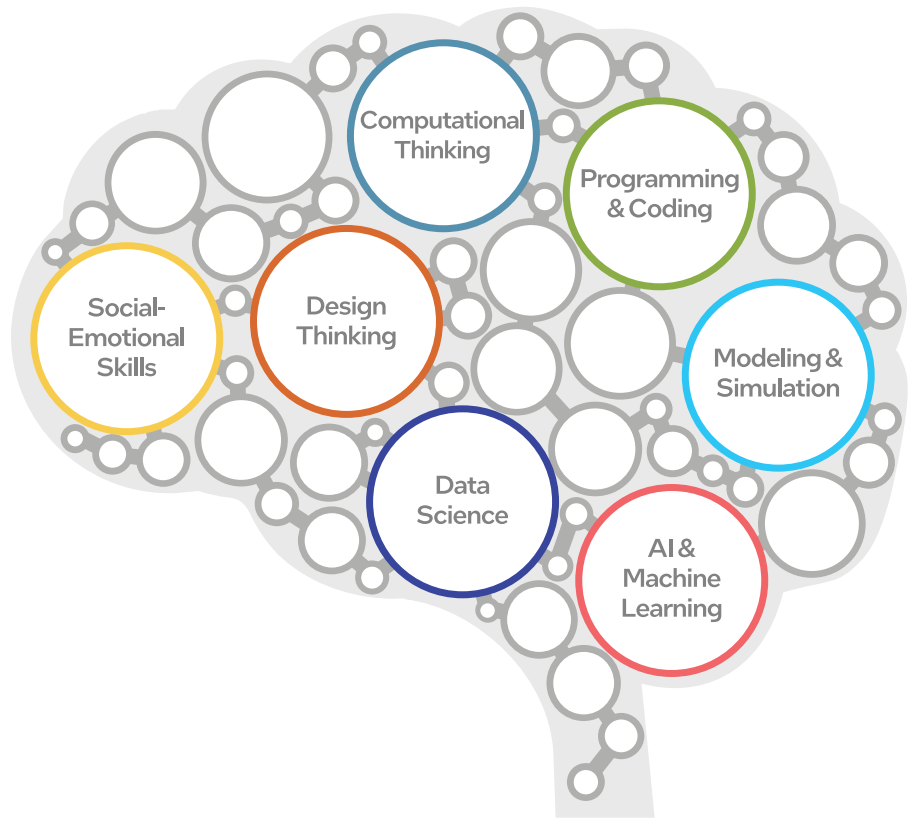 Computational
Thinking
Programming
& Coding
Social-
Emotional
Skills
Design
Thinking
Modeling &
Simulation
Data
Science
AI &
Machine
Learning